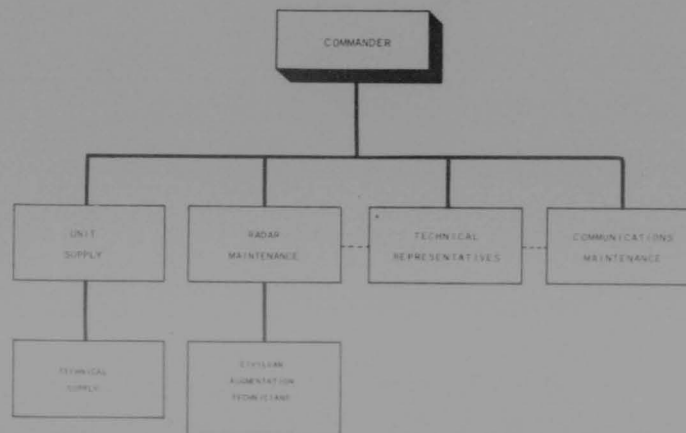 COMMANDER
UNIT
SUPPLY
RADAR
MAINTENANCE
TECHNICAL
REPRESENTATIVES
COMMUNICATIONS
MAINTENANCE
TECHNICAL
SUPPLY
CIVILIAN
AUGMENTATION
TECHNICIANS